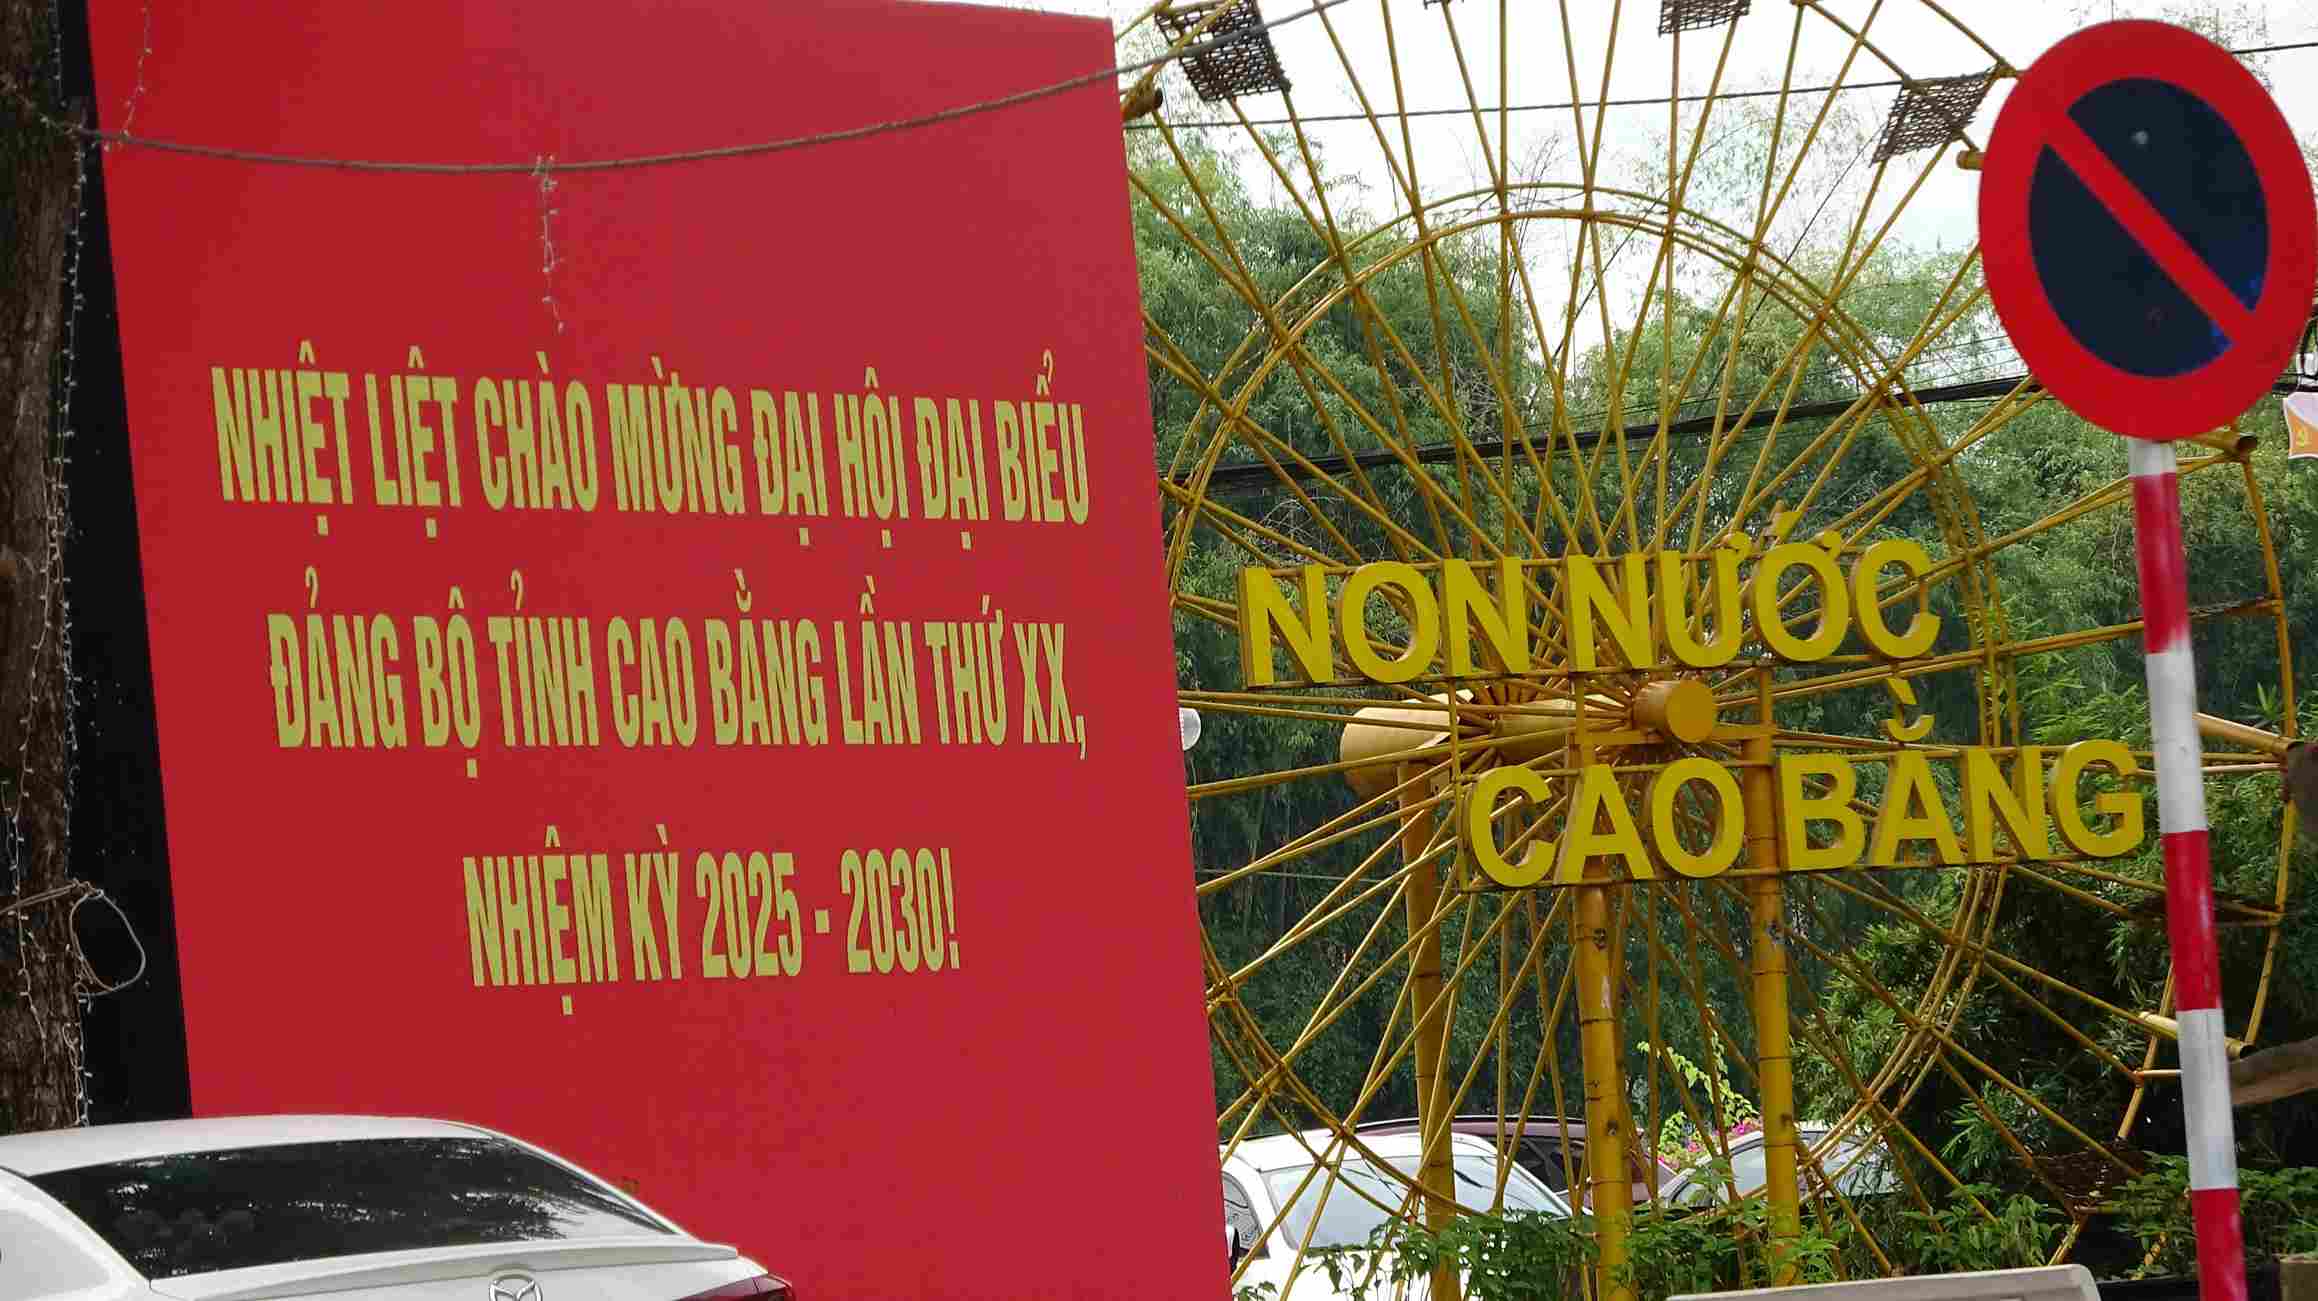 NHIỆT LIỆT CHÀO MỪNG ĐẠI HỘI ĐẠI BIỂU
ĐẢNG BỘ TỈNH CAO BẰNG LẦN THỨ XX,
NHIỆM KỲ 2025 - 2030!
NON NƯỚC
CAO BẰNG